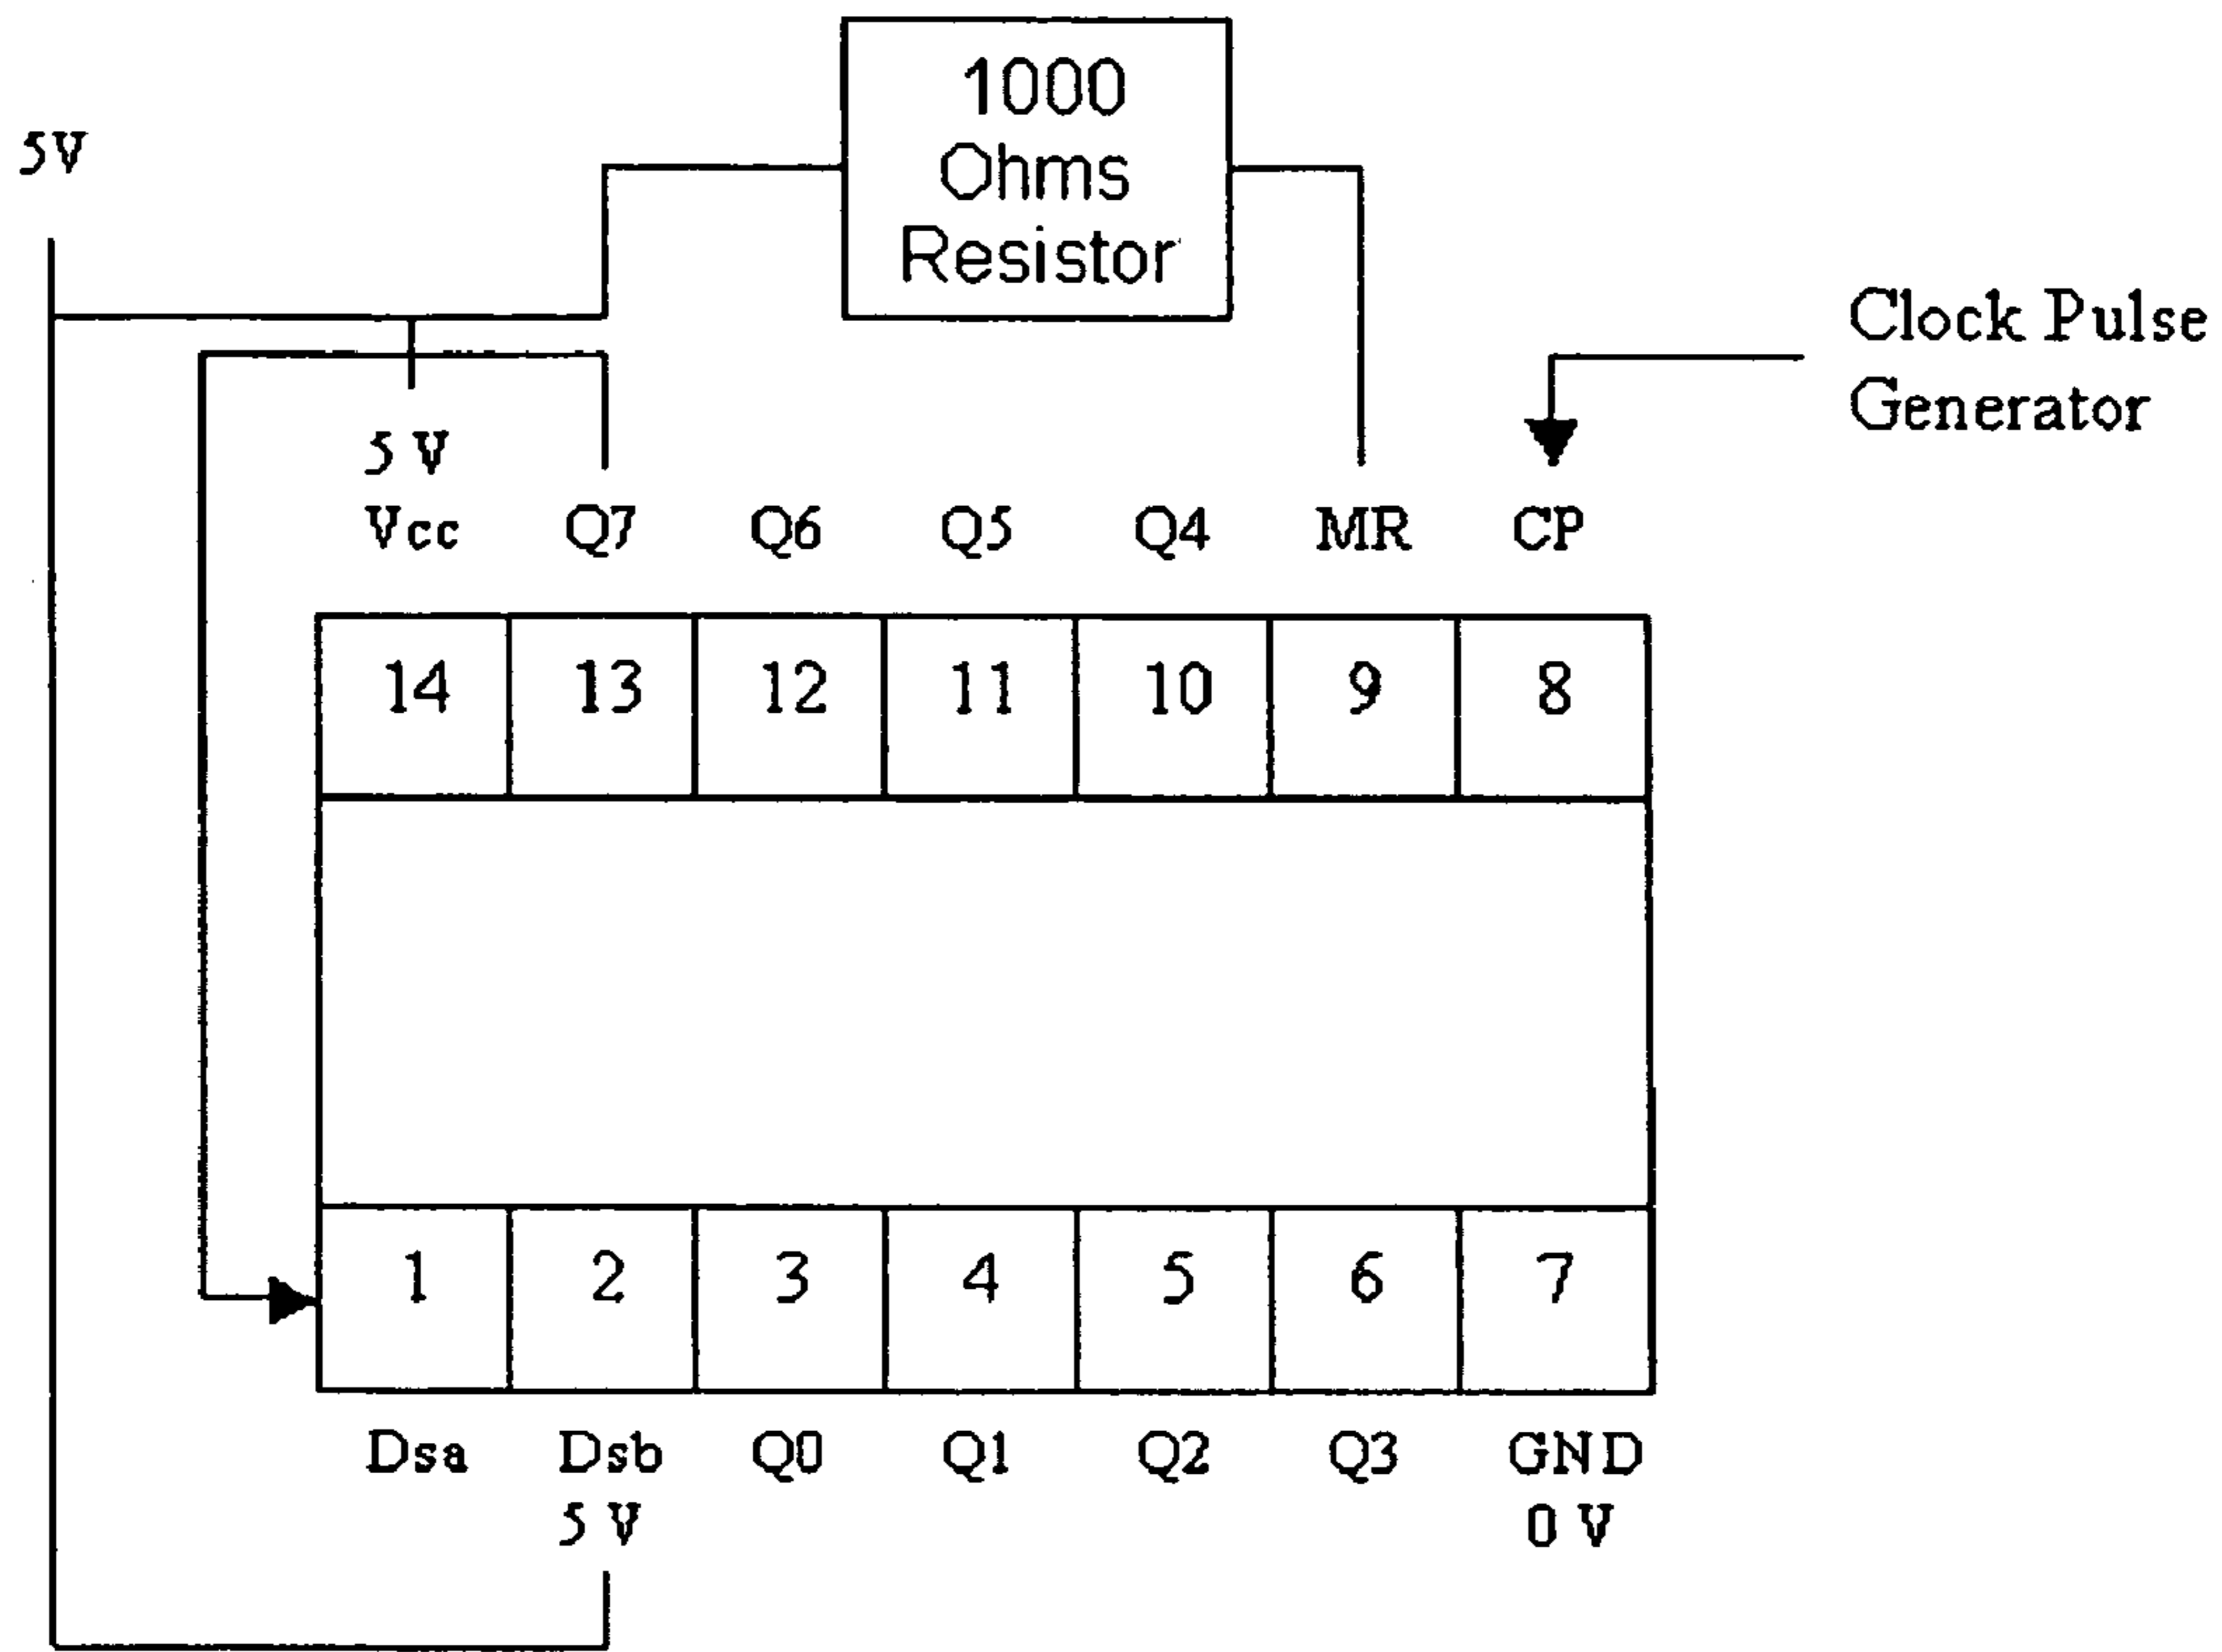 1000
Ohms
Resistor
5V
Clock Pulse
Generator
5 V
Vcc Q7 Q6 Q5 Q4 MR CP
14 13 12 11 10 9 8
1 2 3 4 5 6 7
Dsa Dsb Q0 Q1 Q2 Q3 GND
5 V 0 V